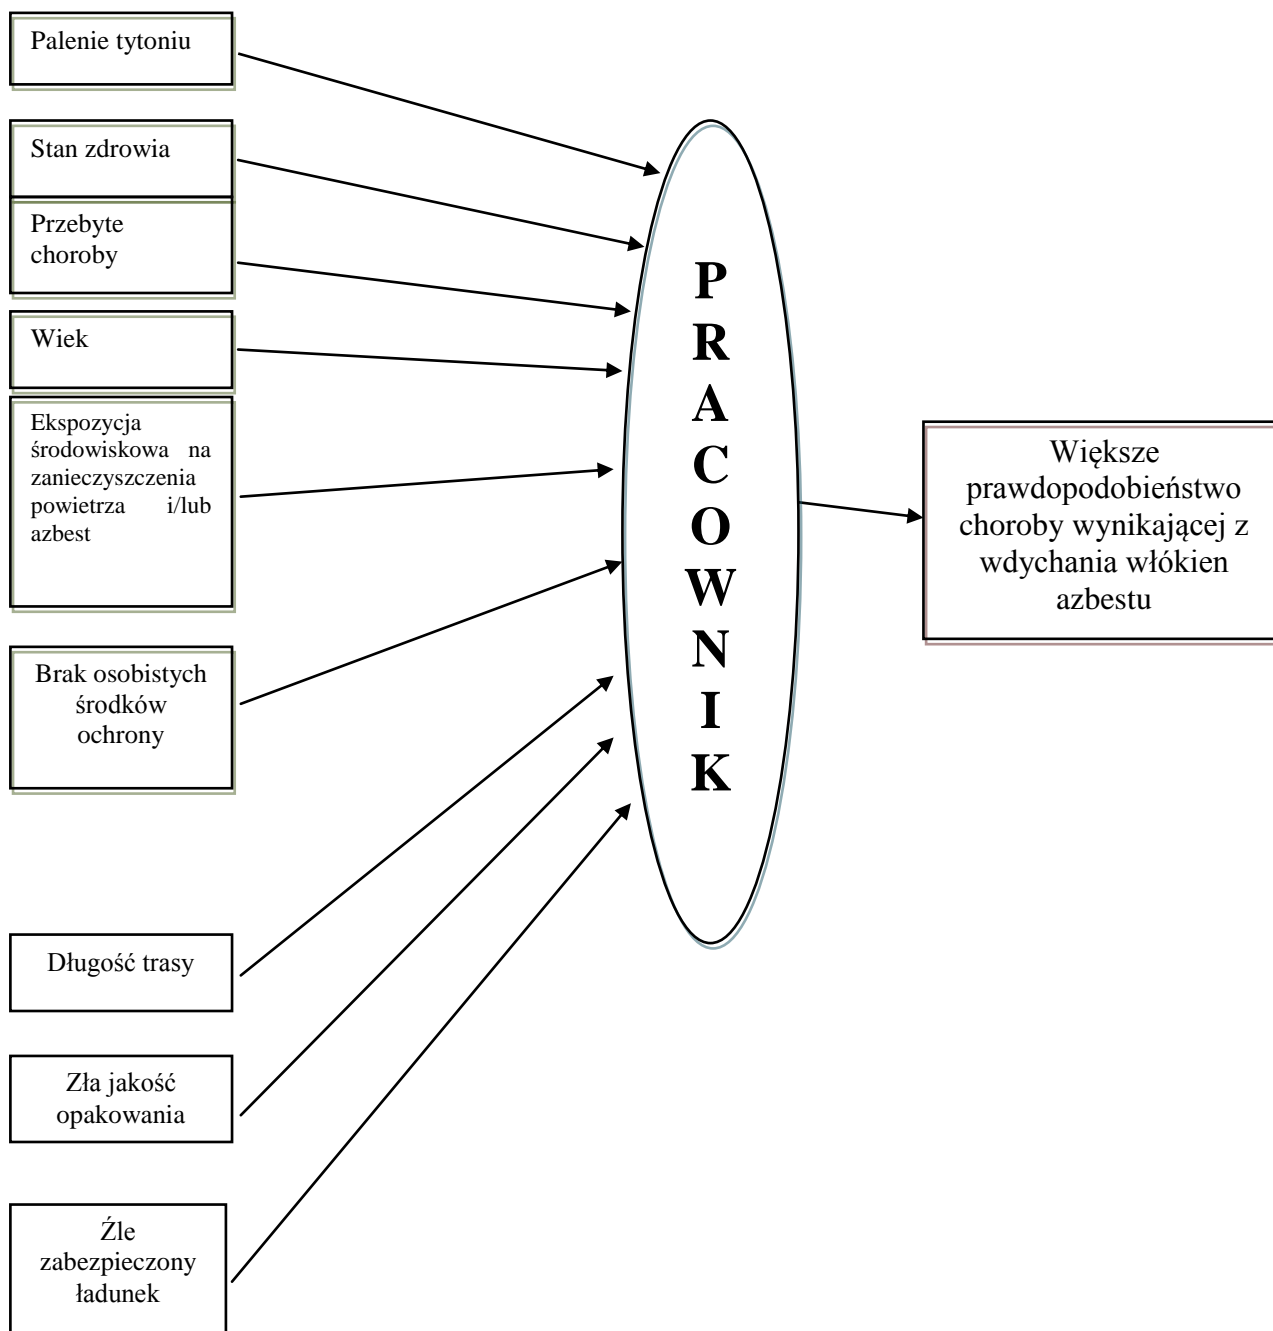 Palenie tytoniu
Stan zdrowia
Przebyte
choroby
Wiek
Ekspozycja
środowiskowa na
zanieczyszczenia
powietrza i/lub
azbest
Brak osobistych
środków
ochrony
Długość trasy
Zła jakość
opakowania
Źle
zabezpieczony
ładunek
P
R
A
C
O
W
N
I
K
Większe
prawdopodobieństwo
choroby wynikającej z
wdychania włókien
azbestu